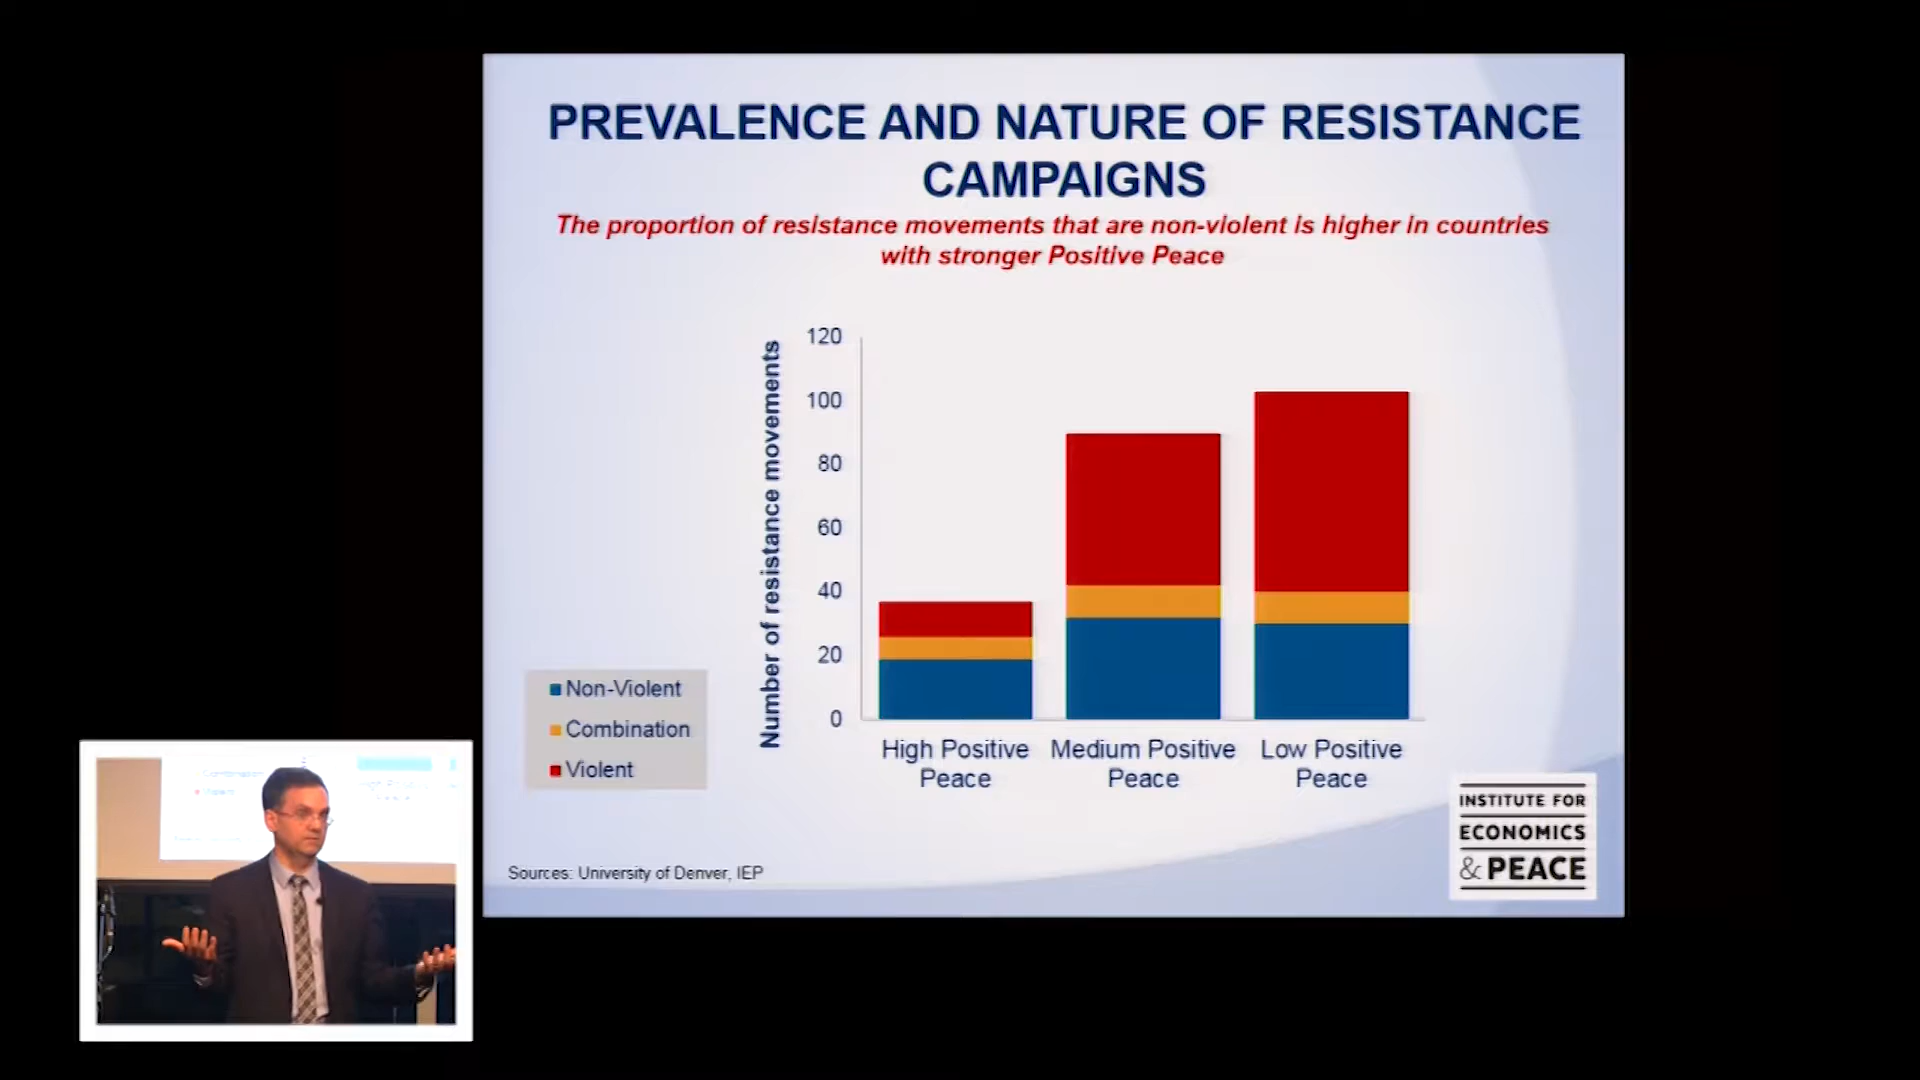 PREVALENCE AND NATURE OF RESISTANCE
CAMPAIGNS
The proportion of resistance movements that are non-violent is higher in countries
with stronger Positive Peace
Number of resistance movements
120
100
80
60
40
20
0
High Positive
Peace
Medium Positive
Peace
Low Positive
Peace
Non-Violent
Combination
Violent
Sources: University of Denver, IEP
INSTITUTE FOR
ECONOMICS
& PEACE